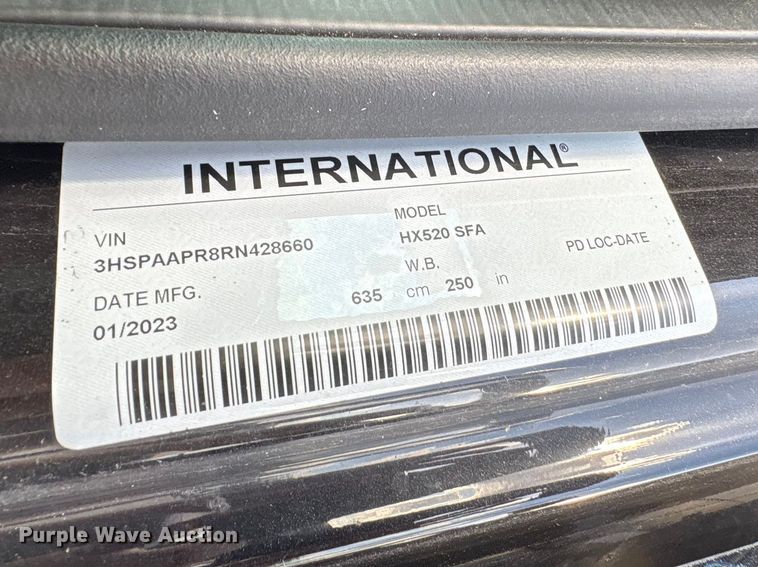 INTERNATIONAL®
VIN
3HSPAAPR8RN428660
MODEL
HX520 SFA
PD LOC-DATE
DATE MFG.
01/2023
W.B.
635 cm 250 in
Purple Wave Auction